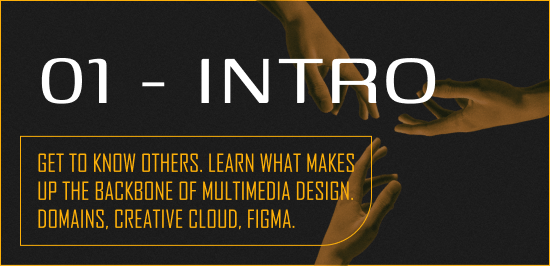 01 - INTRO
GET TO KNOW OTHERS. LEARN WHAT MAKES
UP THE BACKBONE OF MULTIMEDIA DESIGN.
DOMAINS, CREATIVE CLOUD, FIGMA.